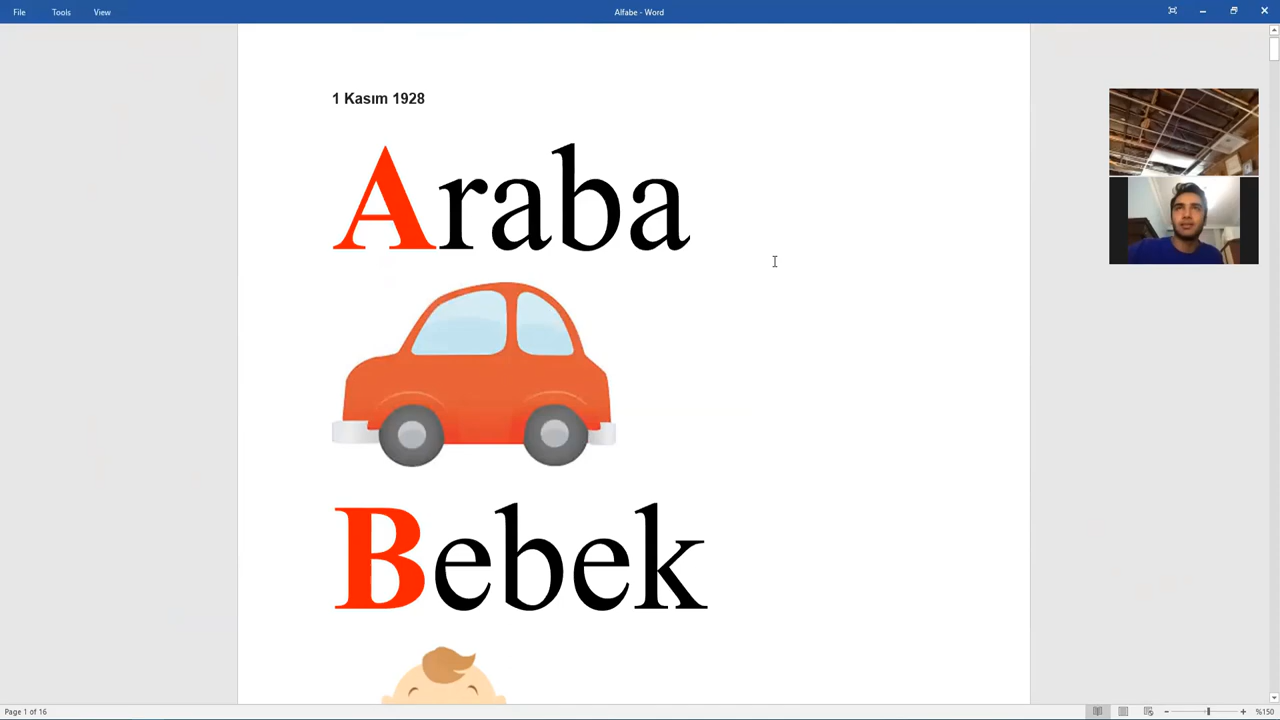 File Tools View Alfabe - Word
1 Kasım 1928
Araba
Bebek
Page 1 of 16 %150